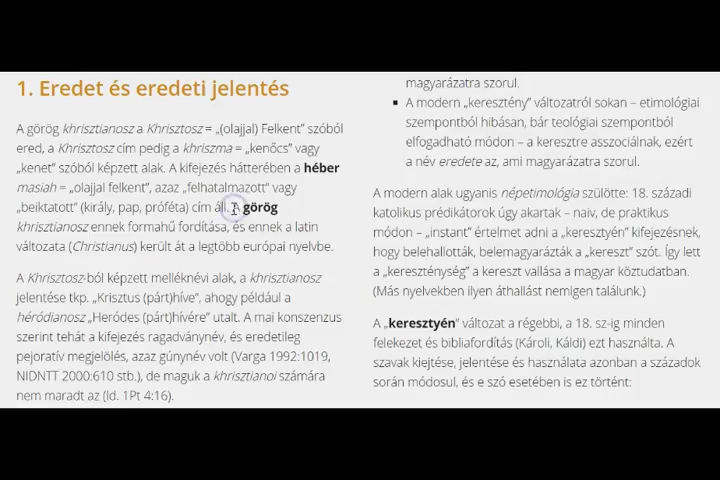 1. Eredet és eredeti jelentés
A görög khrisztianosz a Khrisztosz = „(olajjal) Felkent” szóból
ered, a Khrisztosz cím pedig a khriszma = „kenőcs” vagy
„kenet” szóból képzett alak. A kifejezés hátterében a héber
masiah = „olajjal felkent”, azaz „felhatalmazott” vagy
„beiktatott” (király, pap, próféta) cím áll. A görög
khrisztianosz ennek formahű fordítása, és ennek a latin
változata (Christianus) került át a legtöbb európai nyelvbe.
A Khrisztosz-ból képzett melléknévi alak, a khrisztianosz
jelentése tkp. „Krisztus (párt)híve”, ahogy például a
héródianosz „Heródes (párt)hívére” utalt. A mai konszenzus
szerint tehát a kifejezés ragadványnév, és eredetileg
pejoratív megjelölés, azaz gúnynév volt (Varga 1992:1019,
NIDNTT 2000:610 stb.), de maguk a khrisztianoi számára
nem maradt az (ld. 1Pt 4:16).
magyarázatra szorul.
▪ A modern „keresztény” változatról sokan – etimológiai
szempontból hibásan, bár teológiai szempontból
elfogadható módon – a keresztre asszociálnak, ezért
a név eredete az, ami magyarázatra szorul.
A modern alak ugyanis népetimológia szülötte: 18. századi
katolikus prédikátorok úgy akartak – naiv, de praktikus
módon – „instant” értelmet adni a „keresztyén” kifejezésnek,
hogy belehallották, belemagyarázták a „kereszt” szót. Így lett
a „kereszténység” a kereszt vallása a magyar köztudatban.
(Más nyelvekben ilyen áthallást nemigen találunk.)
A „keresztyén” változat a régebbi, a 18. sz-ig minden
felekezet és bibliafordítás (Károli, Káldi) ezt használta. A
szavak kiejtése, jelentése és használata azonban a századok
során módosul, és e szó esetében is ez történt: